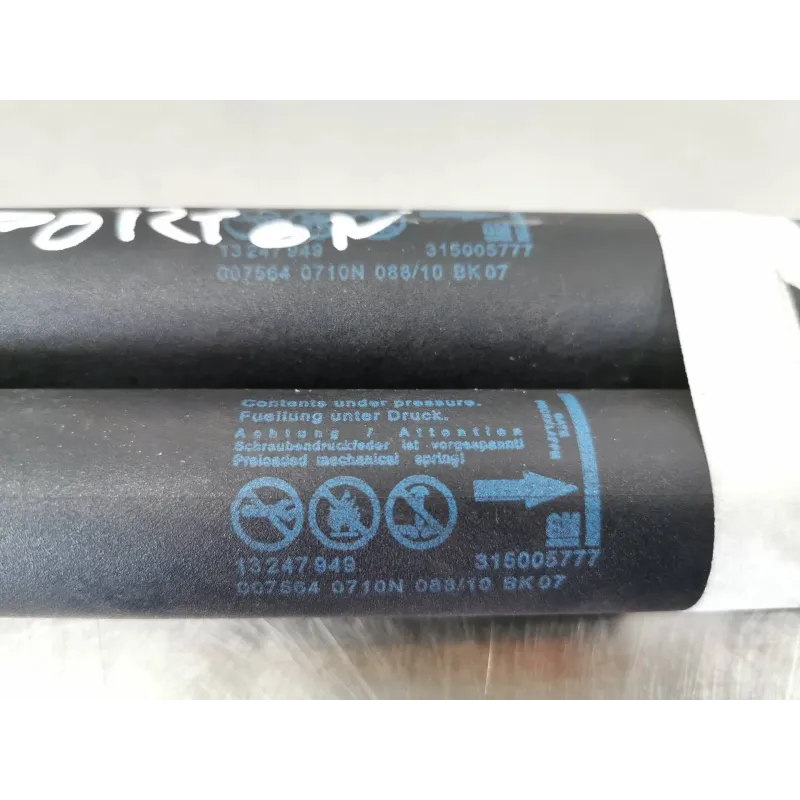 PORTON
13247949 315005777
007564 0710N 088/10 BK07
Contents under pressure.
Fuellung unter Druck.
Achtung / Attention
Schraubendruckfeder ist vorgespannt!
Preloaded mechanical spring!
13247949 315005777
007564 0710N 088/10 BK07